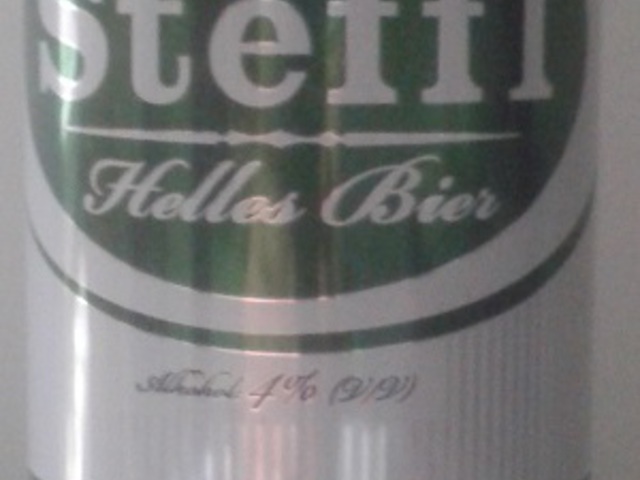 Steffl
Helles Bier
Alkohol 4% (V/V)